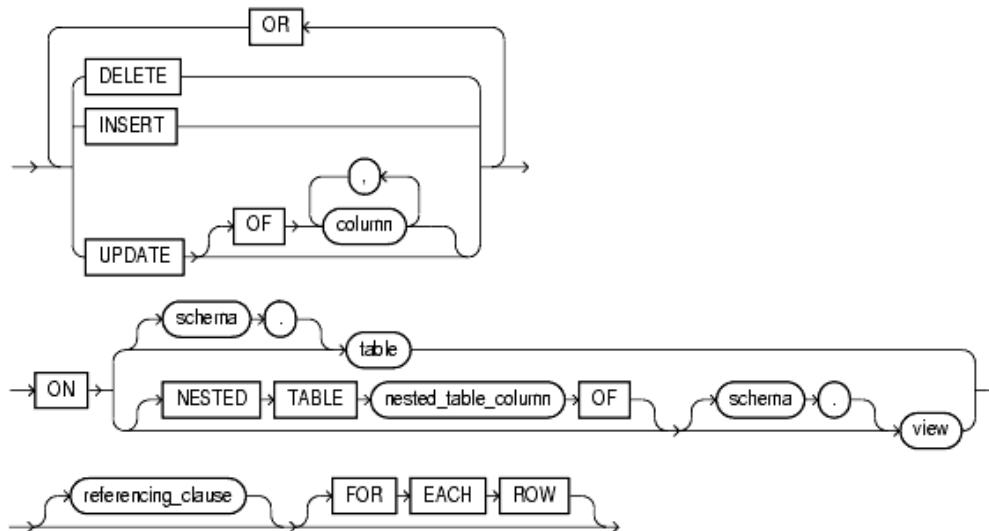 OR
DELETE
INSERT
,
OF column
UPDATE
schema .
table
ON
NESTED TABLE nested_table_column OF schema .
view
referencing_clause FOR EACH ROW